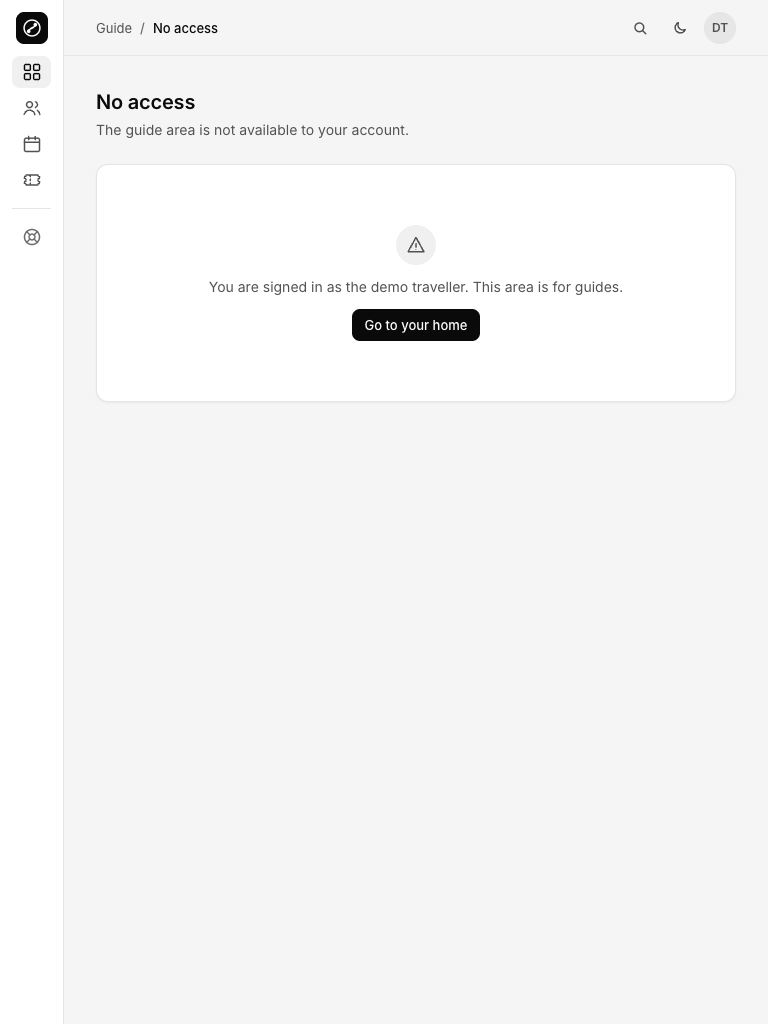 Guide / No access
DT
No access
The guide area is not available to your account.
You are signed in as the demo traveller. This area is for guides.
Go to your home